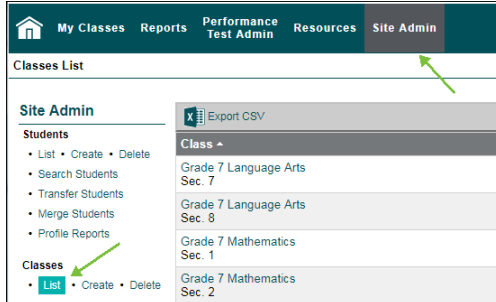 My Classes Reports Performance Test Admin Resources Site Admin
Classes List
Site Admin
Students
• List • Create • Delete
• Search Students
• Transfer Students
• Merge Students
• Profile Reports
Classes
• List • Create • Delete
Export CSV
Class
Grade 7 Language Arts
Sec. 7
Grade 7 Language Arts
Sec. 8
Grade 7 Mathematics
Sec. 1
Grade 7 Mathematics
Sec. 2